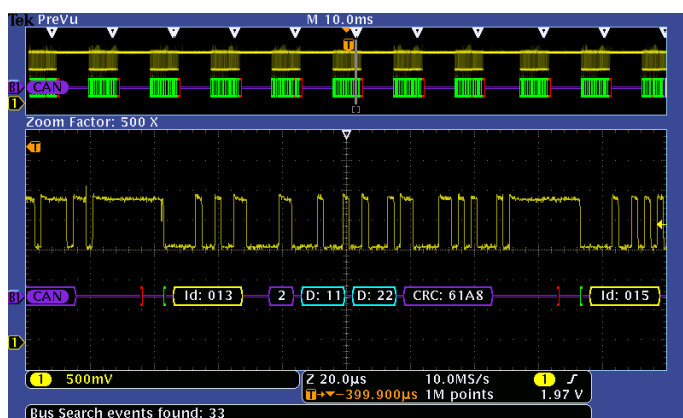 Tek PreVu M 10.0ms
T
B1 CAN
1
Zoom Factor: 500 X
T
B1 CAN Id: 013 2 D: 11 D: 22 CRC: 61A8 Id: 015
1
1 500mV Z 20.0µs 10.0MS/s 1
T→▼-399.900µs 1M points 1.97 V
Bus Search events found: 33